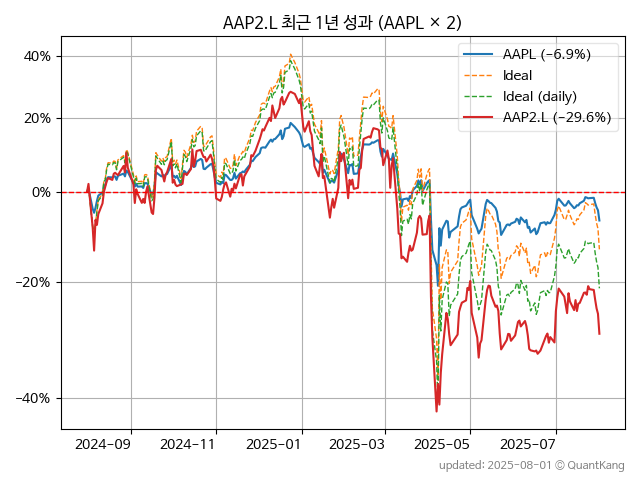 AAP2.L 최근 1년 성과 (AAPL × 2)
AAPL (−6.9%)
Ideal
Ideal (daily)
AAP2.L (−29.6%)
40%
20%
0%
−20%
−40%
2024-09 2024-11 2025-01 2025-03 2025-05 2025-07
updated: 2025-08-01 © QuantKang